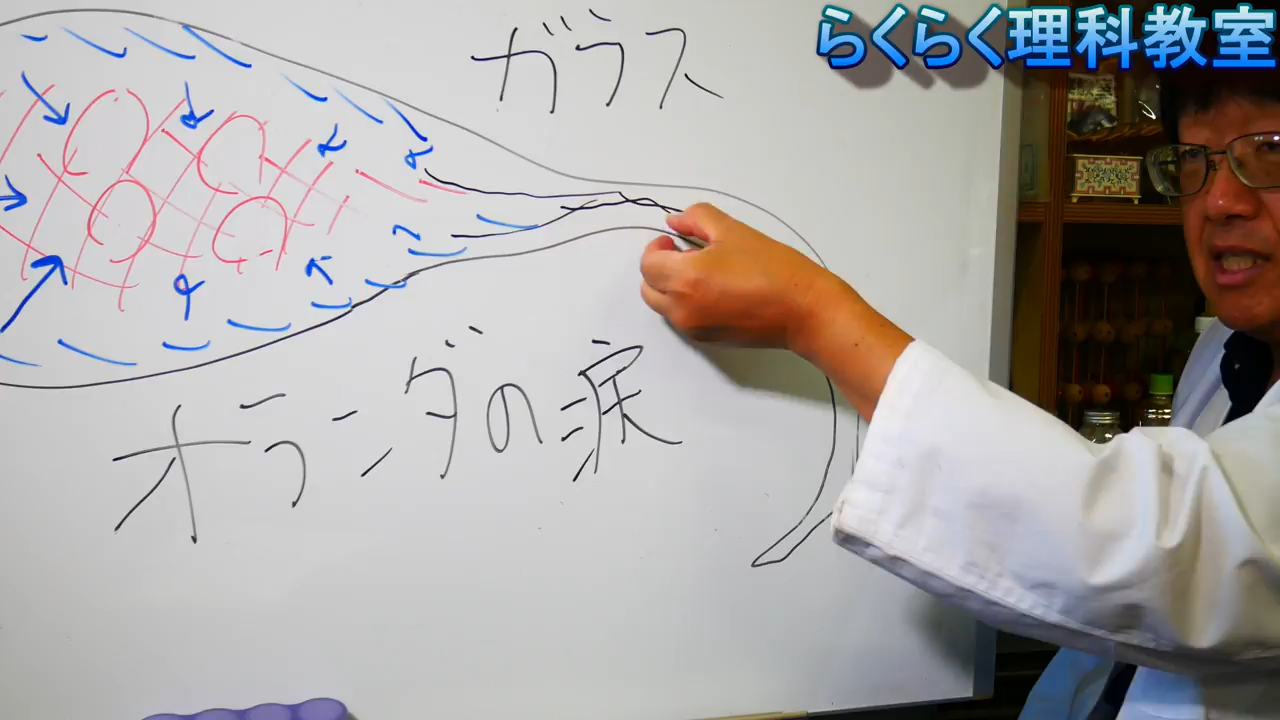 らくらく理科教室
ガラス
オランダの涙